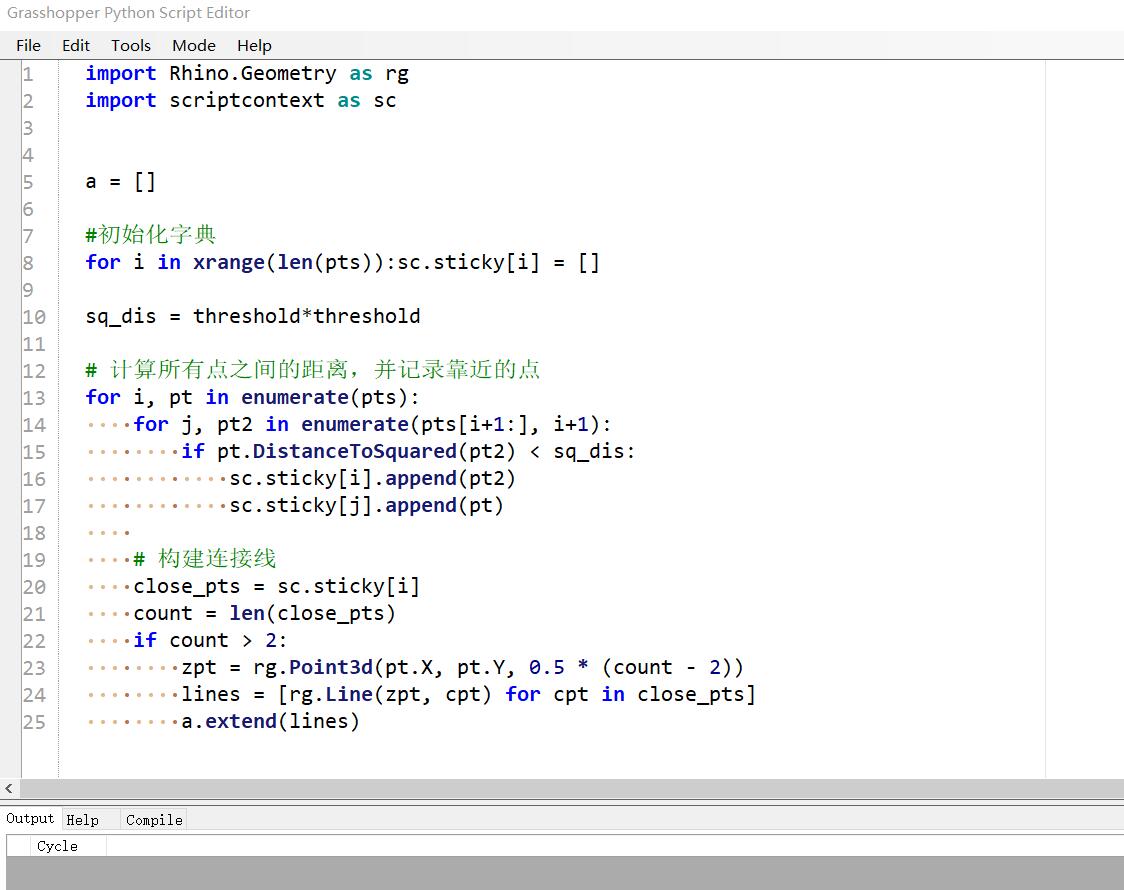 Grasshopper Python Script Editor
File Edit Tools Mode Help
1 import Rhino.Geometry as rg
2 import scriptcontext as sc
3
4
5 a = []
6
7 #初始化字典
8 for i in xrange(len(pts)):sc.sticky[i] = []
9
10 sq_dis = threshold*threshold
11
12 # 计算所有点之间的距离，并记录靠近的点
13 for i, pt in enumerate(pts):
14 ····for j, pt2 in enumerate(pts[i+1:], i+1):
15 ········if pt.DistanceToSquared(pt2) < sq_dis:
16 ············sc.sticky[i].append(pt2)
17 ············sc.sticky[j].append(pt)
18 ····
19 ····# 构建连接线
20 ····close_pts = sc.sticky[i]
21 ····count = len(close_pts)
22 ····if count > 2:
23 ········zpt = rg.Point3d(pt.X, pt.Y, 0.5 * (count - 2))
24 ········lines = [rg.Line(zpt, cpt) for cpt in close_pts]
25 ········a.extend(lines)
Output Help Compile
Cycle